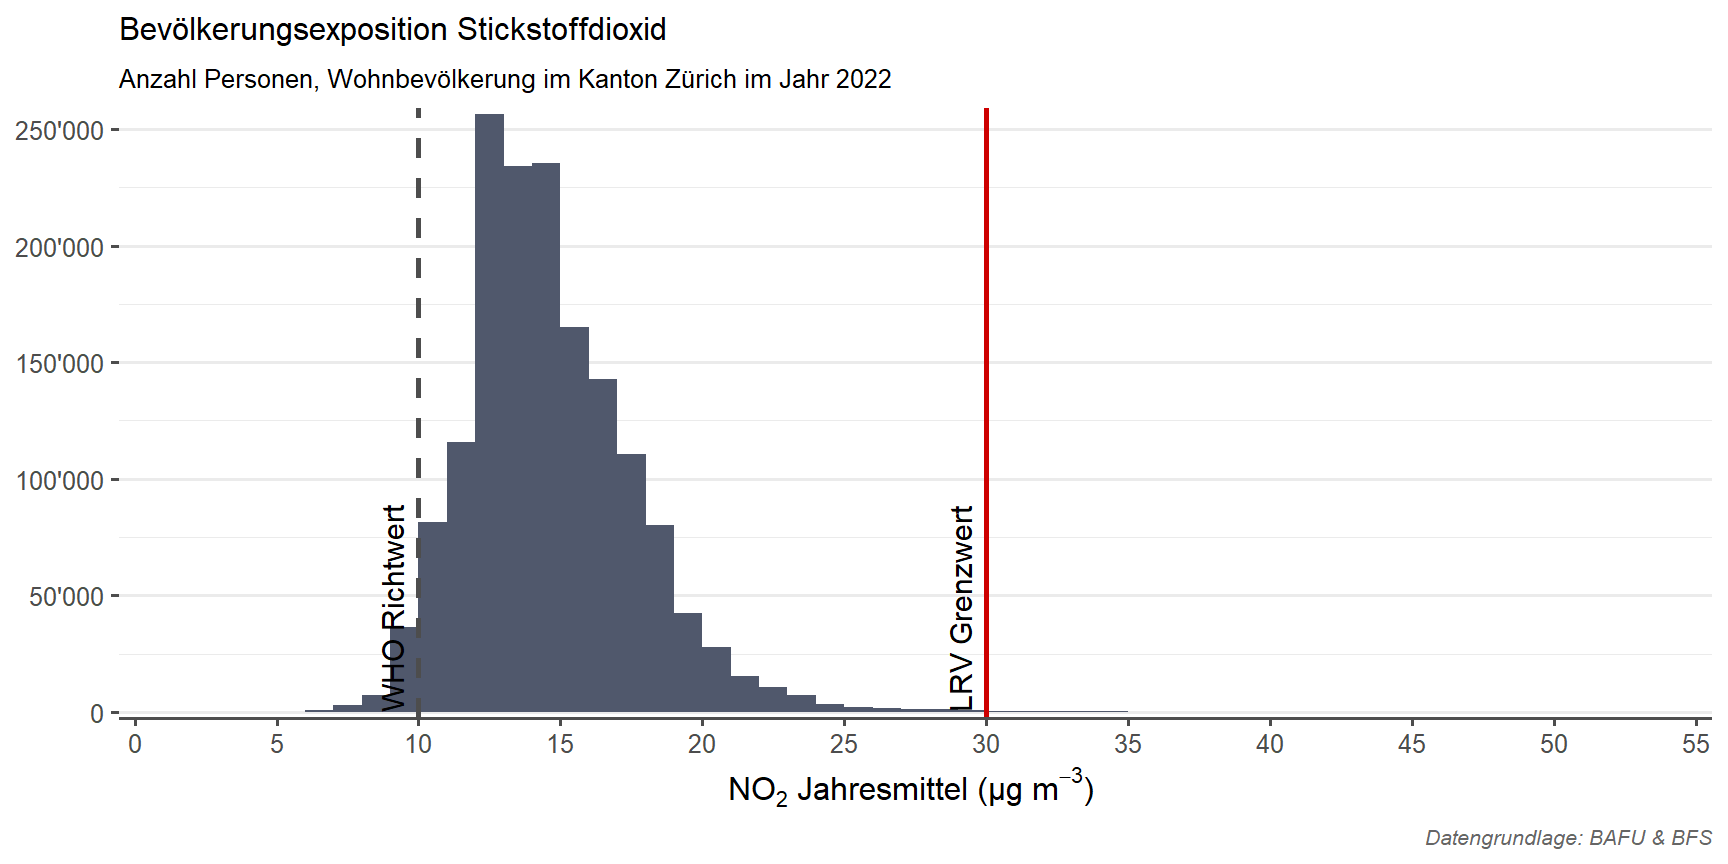 Bevölkerungsexposition Stickstoffdioxid
Anzahl Personen, Wohnbevölkerung im Kanton Zürich im Jahr 2022
250'000
200'000
150'000
100'000
50'000
0
WHO Richtwert
LRV Grenzwert
0 5 10 15 20 25 30 35 40 45 50 55
NO₂ Jahresmittel (µg m⁻³)
Datengrundlage: BAFU & BFS